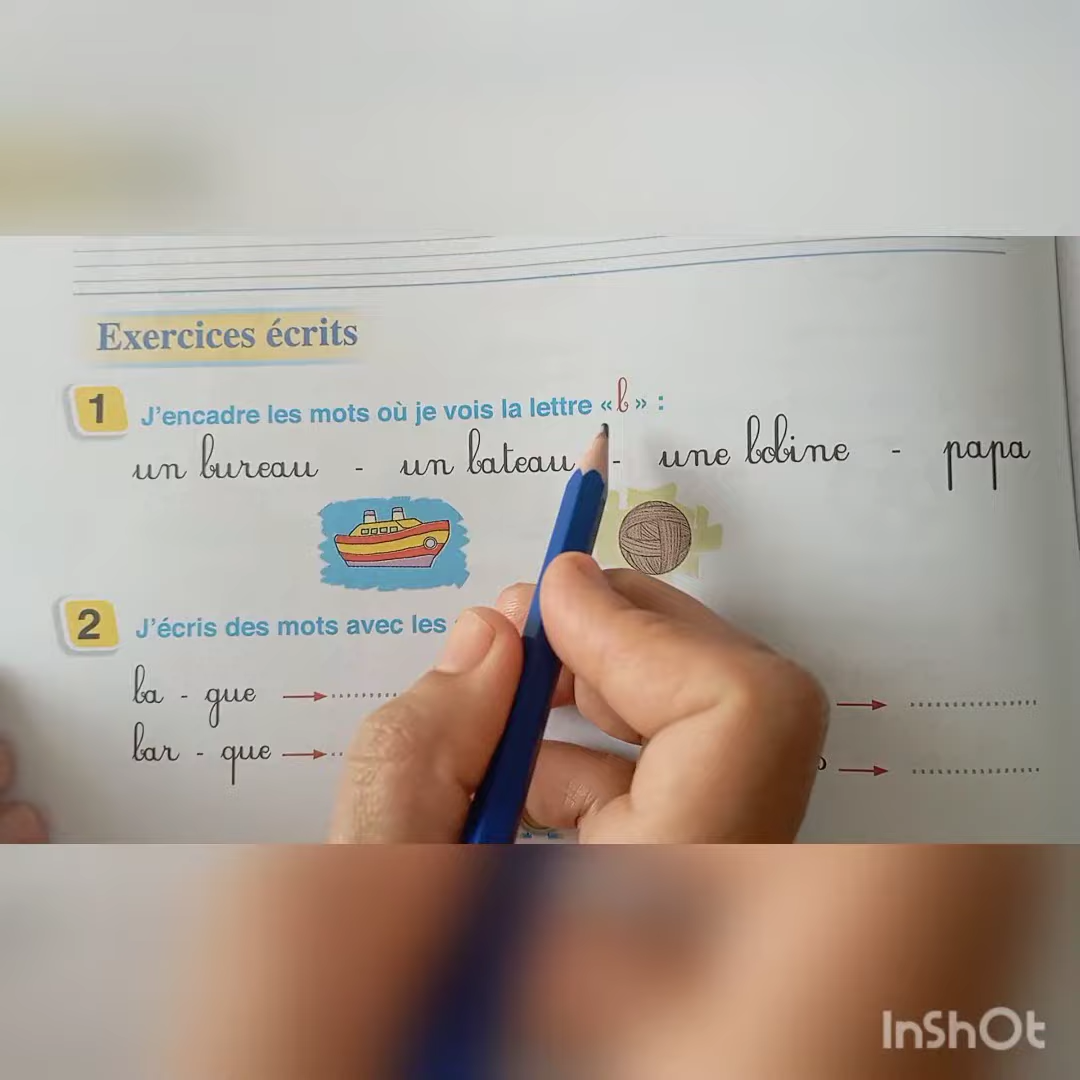 Exercices écrits
1 J'encadre les mots où je vois la lettre « b » :
un bureau - un bateau - une bobine - papa
2 J'écris des mots avec les
ba - gue → ..........
bar - que → ..
→ ..........
→ ..........
InShOt